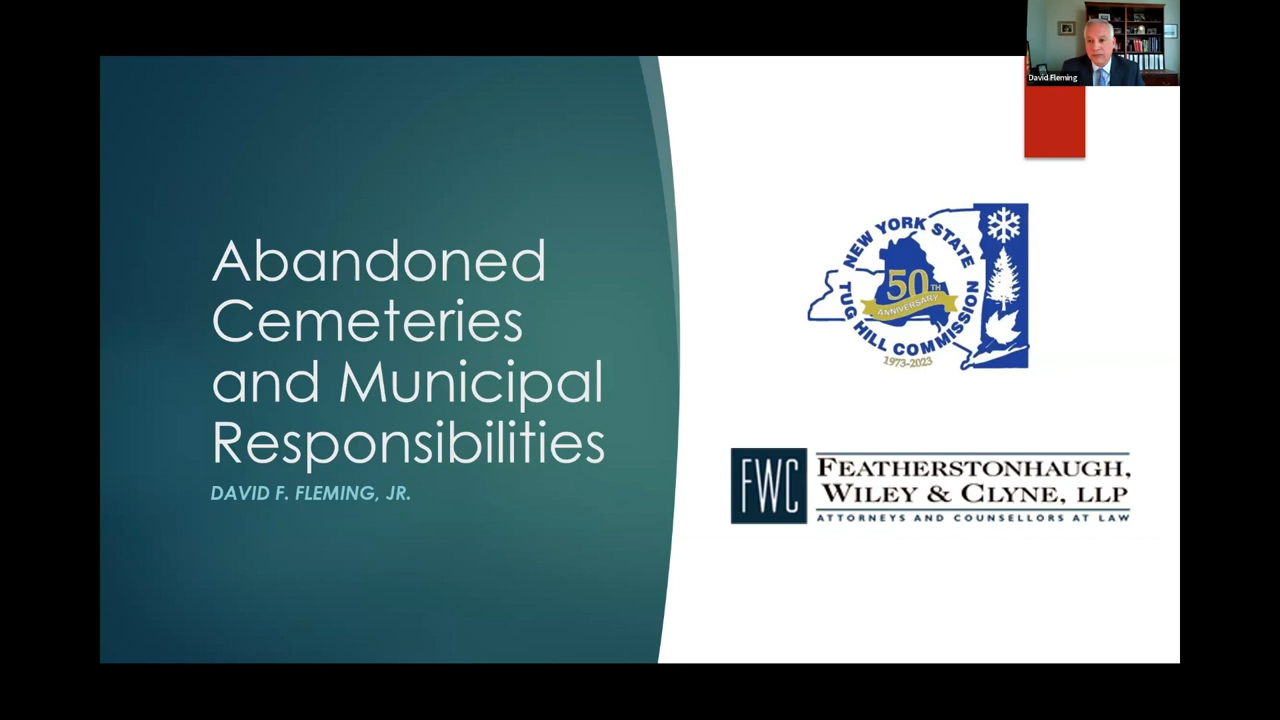 David Fleming
Abandoned
Cemeteries
and Municipal
Responsibilities
DAVID F. FLEMING, JR.
NEW YORK STATE
50TH
ANNIVERSARY
TUG HILL COMMISSION
1973-2023
FWC
FEATHERSTONHAUGH,
WILEY & CLYNE, LLP
ATTORNEYS AND COUNSELLORS AT LAW